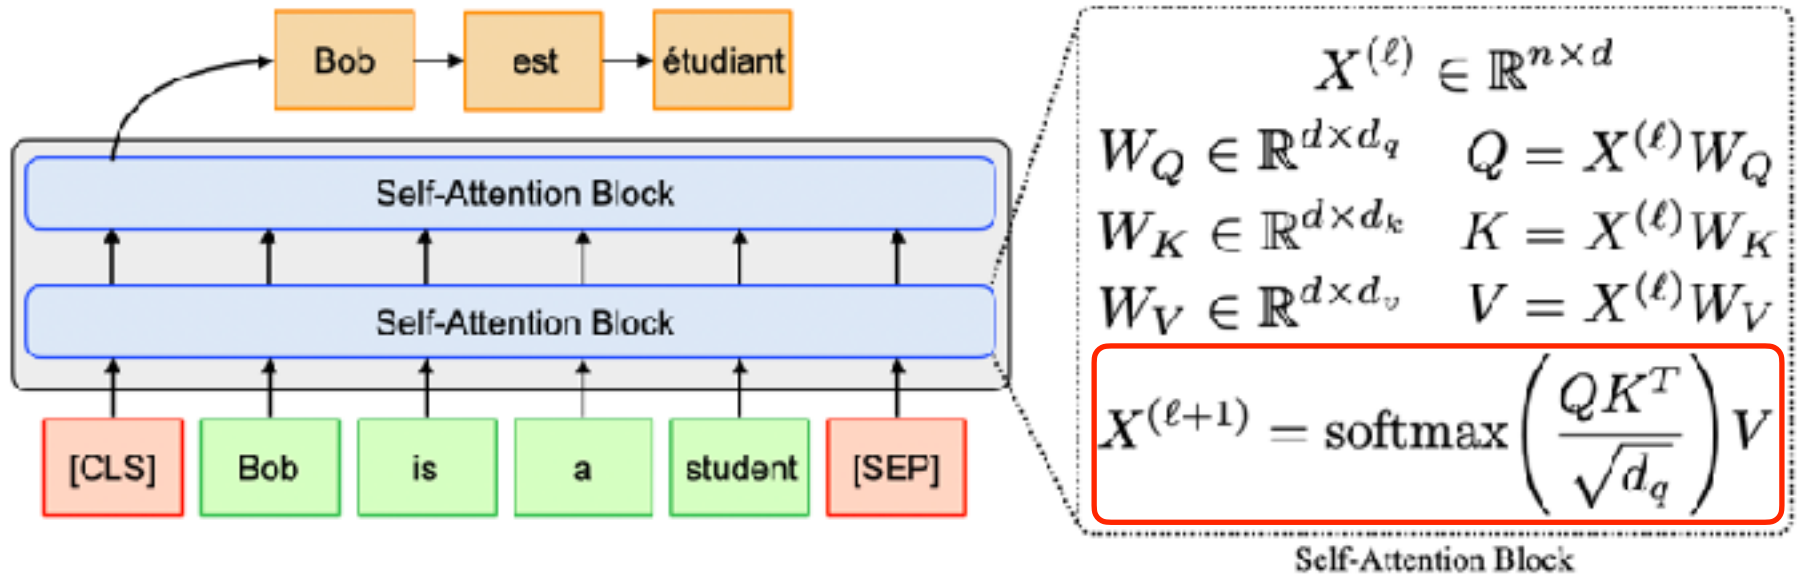 Bob est étudiant
Self-Attention Block
Self-Attention Block
[CLS] Bob is a student [SEP]
X^{(ℓ)} ∈ ℝ^{n×d}
W_Q ∈ ℝ^{d×d_q} Q = X^{(ℓ)}W_Q
W_K ∈ ℝ^{d×d_k} K = X^{(ℓ)}W_K
W_V ∈ ℝ^{d×d_v} V = X^{(ℓ)}W_V
X^{(ℓ+1)} = softmax(QK^T / √d_q) V
Self-Attention Block